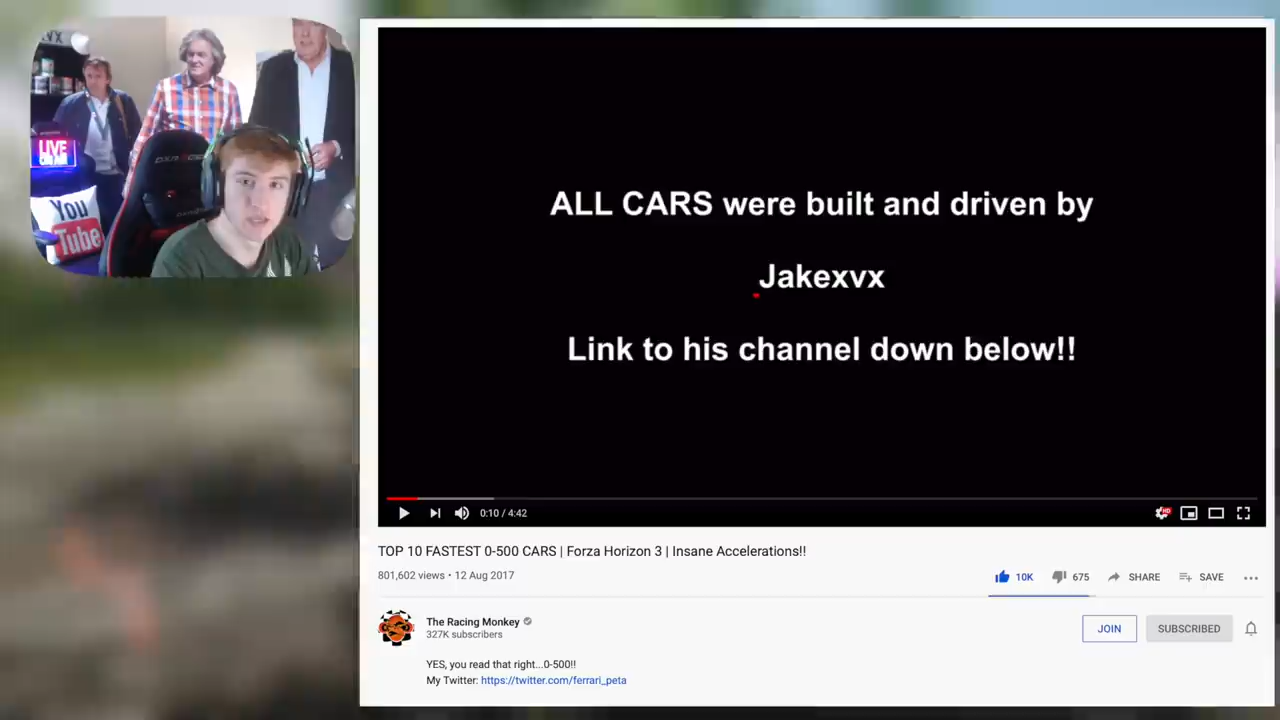 LIVE
ON AIR
You
Tube
ALL CARS were built and driven by
Jakexvx
Link to his channel down below!!
0:10 / 4:42
HD
TOP 10 FASTEST 0-500 CARS | Forza Horizon 3 | Insane Accelerations!!
801,602 views • 12 Aug 2017
10K
675
SHARE
SAVE
The Racing Monkey
327K subscribers
JOIN
SUBSCRIBED
YES, you read that right...0-500!!
My Twitter: https://twitter.com/ferrari_peta